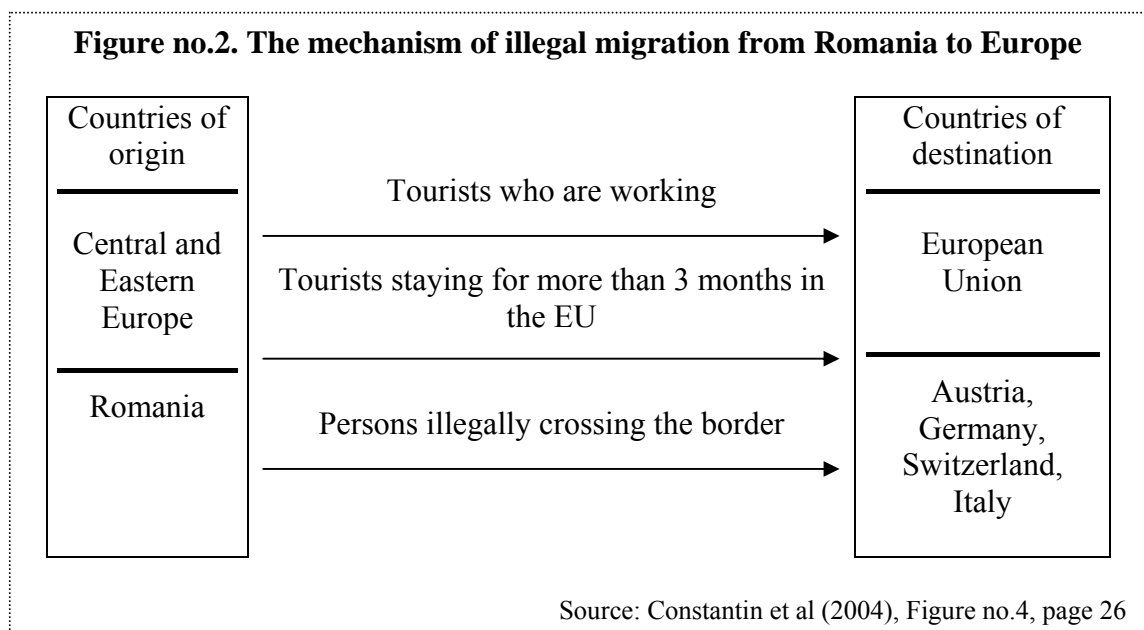 Figure no.2. The mechanism of illegal migration from Romania to Europe
Countries of
origin
Central and
Eastern
Europe
Romania
Tourists who are working
Tourists staying for more than 3 months in
the EU
Persons illegally crossing the border
Countries of
destination
European
Union
Austria,
Germany,
Switzerland,
Italy
Source: Constantin et al (2004), Figure no.4, page 26